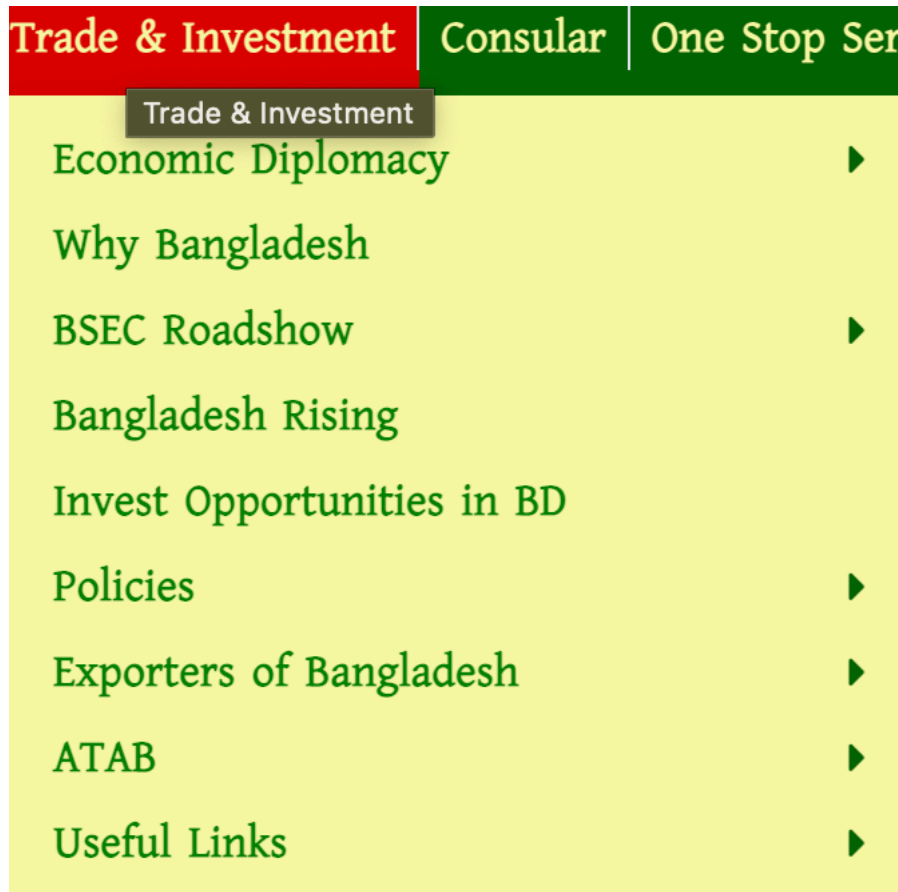 Trade & Investment Consular One Stop Ser
Trade & Investment
Economic Diplomacy
Why Bangladesh
BSEC Roadshow
Bangladesh Rising
Invest Opportunities in BD
Policies
Exporters of Bangladesh
ATAB
Useful Links